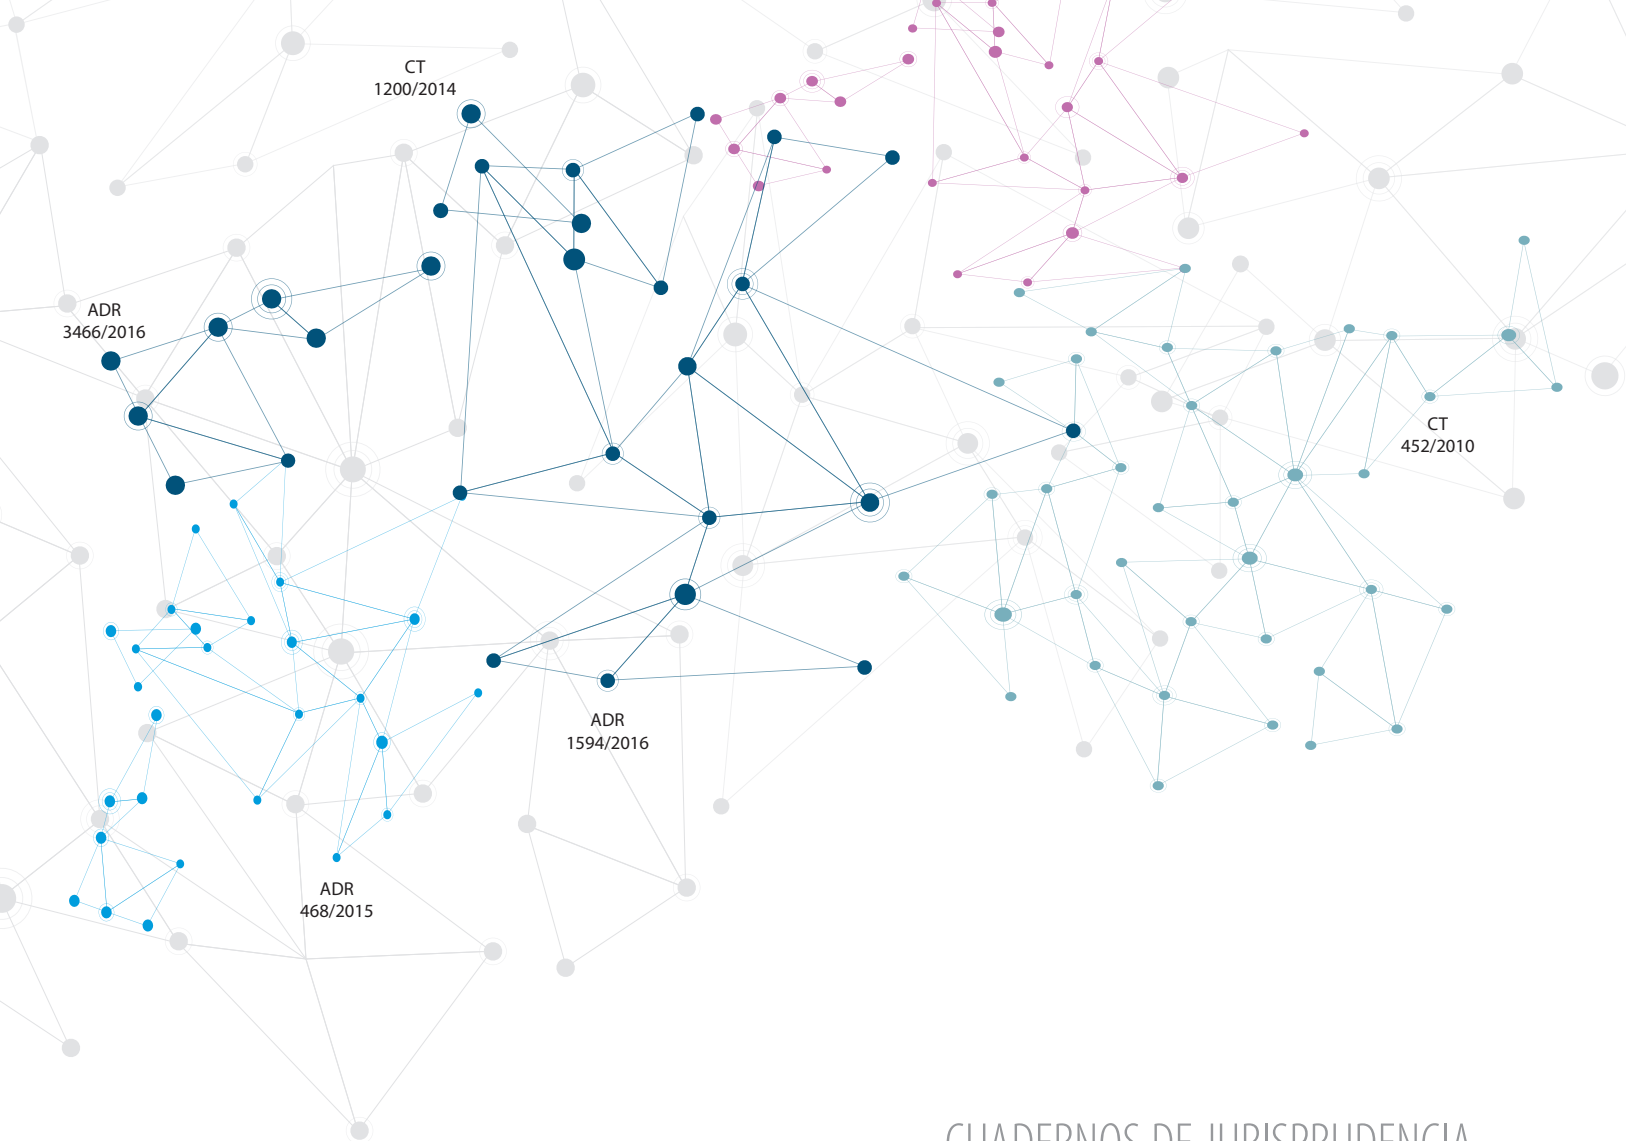 CT
1200/2014
ADR
3466/2016
CT
452/2010
ADR
1594/2016
ADR
468/2015
CUADERNOS DE JURISPRUDENCIA